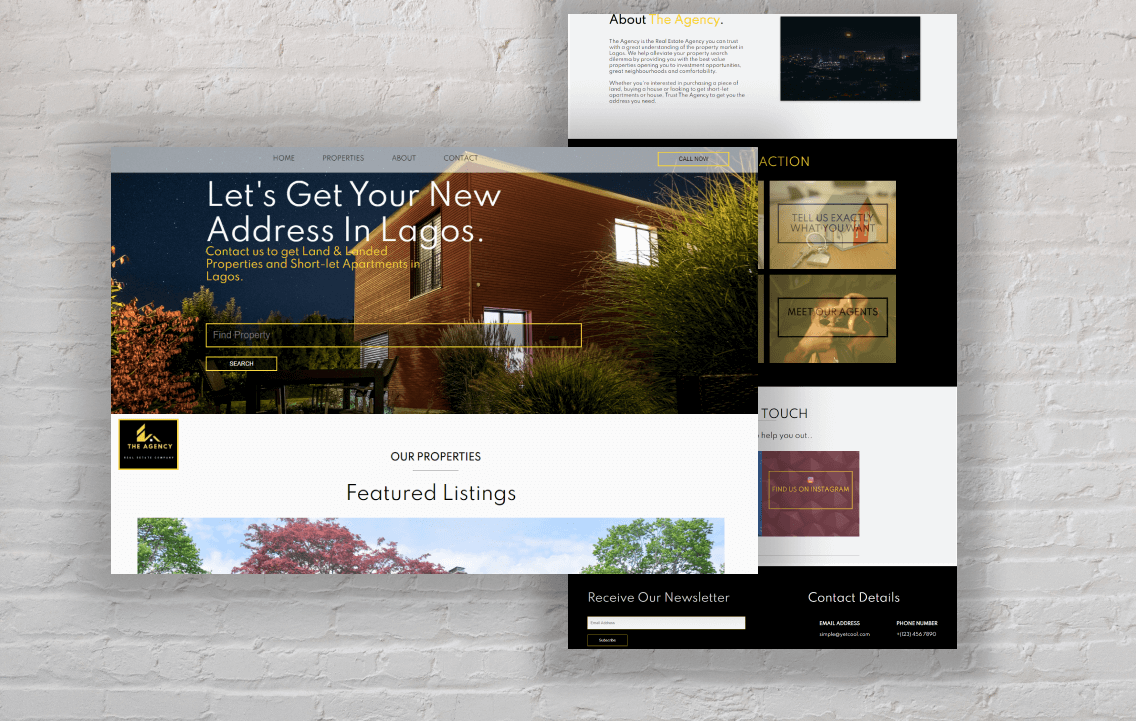 About The Agency.
The Agency is the Real Estate Agency you can trust
with a great understanding of the property market in
Lagos. We help alleviate your property search
dilemma by providing you with the best value
properties opening you to investment opportunities,
great neighbourhoods and comfortability.
Whether you're interested in purchasing a piece of
land, buying a house or looking to get short-let
apartments or house. Trust The Agency to get you the
address you need.
HOME PROPERTIES ABOUT CONTACT CALL NOW
Let's Get Your New
Address In Lagos.
Contact us to get Land & Landed
Properties and Short-let Apartments in
Lagos.
Find Property
SEARCH
THE AGENCY
REAL ESTATE COMPANY
OUR PROPERTIES
Featured Listings
ACTION
TELL US EXACTLY
WHAT YOU WANT
MEET OUR AGENTS
TOUCH
help you out..
FIND US ON INSTAGRAM
Receive Our Newsletter
Email Address
Subscribe
Contact Details
EMAIL ADDRESS PHONE NUMBER
simple@yetcool.com +(123) 456 7890